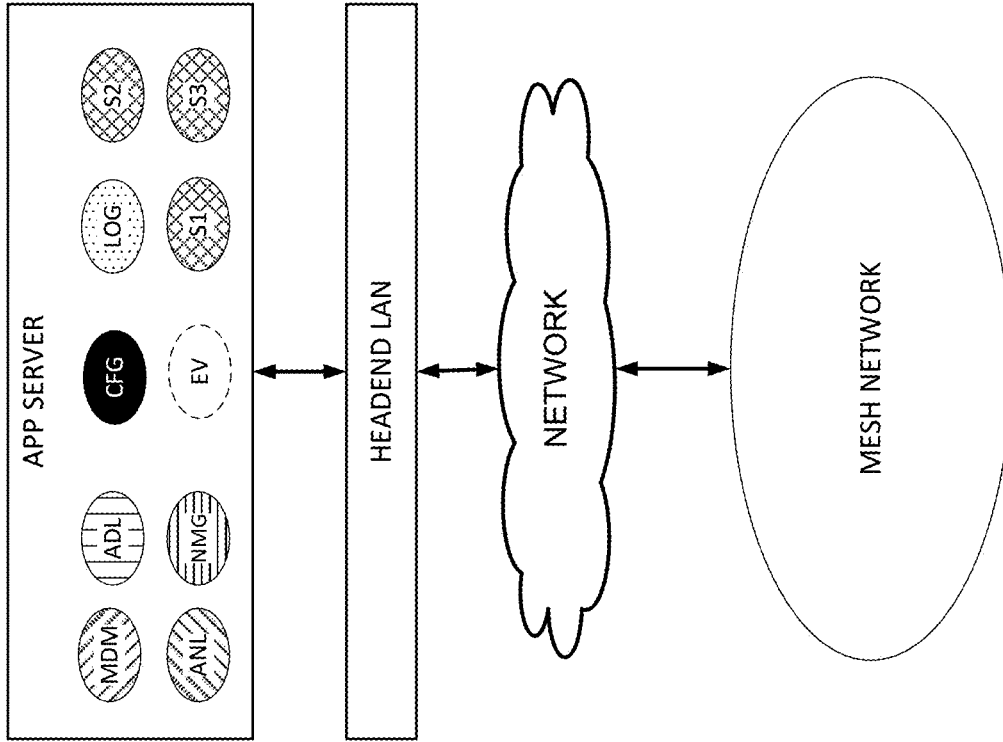 APP SERVER
MDM
ADL
CFG
LOG
S2
ANL
NMG
EV
S1
S3
HEADEND LAN
NETWORK
MESH NETWORK